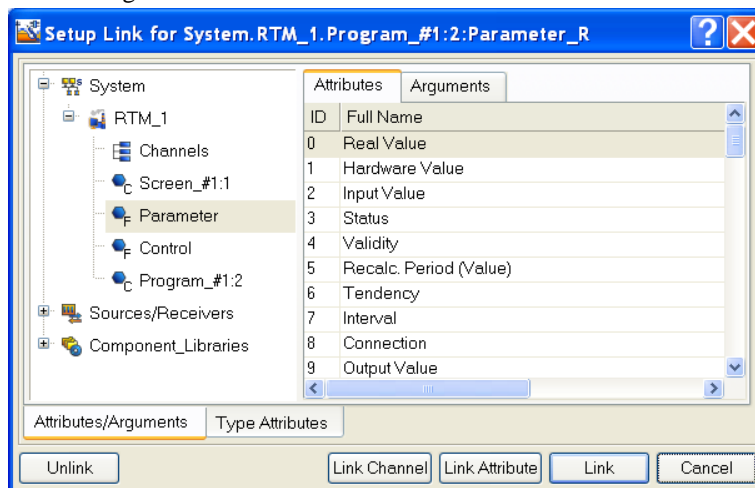 Setup Link for System.RTM_1.Program_#1:2:Parameter_R
System
RTM_1
Channels
Screen_#1:1
Parameter
Control
Program_#1:2
Sources/Receivers
Component_Libraries
Attributes/Arguments Type Attributes
Attributes Arguments
ID Full Name
0 Real Value
1 Hardware Value
2 Input Value
3 Status
4 Validity
5 Recalc. Period (Value)
6 Tendency
7 Interval
8 Connection
9 Output Value
Unlink Link Channel Link Attribute Link Cancel